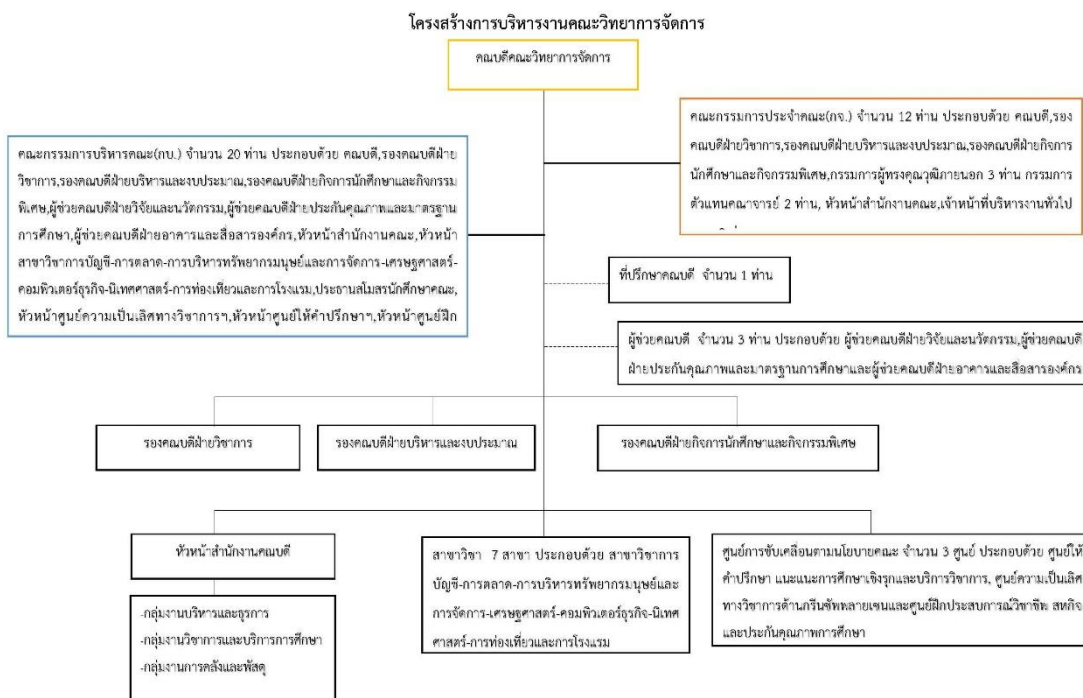 โครงสร้างการบริหารงานคณะวิทยาการจัดการ
คณบดีคณะวิทยาการจัดการ
คณะกรรมการประจำคณะ(กจ.) จำนวน 12 ท่าน ประกอบด้วย คณบดี,รอง
คณบดีฝ่ายวิชาการ,รองคณบดีฝ่ายบริหารและงบประมาณ,รองคณบดีฝ่ายกิจการ
นักศึกษาและกิจกรรมพิเศษ,กรรมการผู้ทรงคุณวุฒิภายนอก 3 ท่าน กรรมการ
ตัวแทนคณาจารย์ 2 ท่าน, หัวหน้าสำนักงานคณะ,เจ้าหน้าที่บริหารงานทั่วไป
คณะกรรมการบริหารคณะ(กบ.) จำนวน 20 ท่าน ประกอบด้วย คณบดี,รองคณบดีฝ่าย
วิชาการ,รองคณบดีฝ่ายบริหารและงบประมาณ,รองคณบดีฝ่ายกิจการนักศึกษาและกิจกรรม
พิเศษ,ผู้ช่วยคณบดีฝ่ายวิจัยและนวัตกรรม,ผู้ช่วยคณบดีฝ่ายประกันคุณภาพและมาตรฐาน
การศึกษา,ผู้ช่วยคณบดีฝ่ายอาคารและสื่อสารองค์กร,หัวหน้าสำนักงานคณะ,หัวหน้า
สาขาวิชาการบัญชี-การตลาด-การบริหารทรัพยากรมนุษย์และการจัดการ-เศรษฐศาสตร์-
คอมพิวเตอร์ธุรกิจ-นิเทศศาสตร์-การท่องเที่ยวและการโรงแรม,ประธานสโมสรนักศึกษาคณะ,
หัวหน้าศูนย์ความเป็นเลิศทางวิชาการฯ,หัวหน้าศูนย์ให้คำปรึกษาฯ,หัวหน้าศูนย์ฝึก
ที่ปรึกษาคณบดี จำนวน 1 ท่าน
ผู้ช่วยคณบดี จำนวน 3 ท่าน ประกอบด้วย ผู้ช่วยคณบดีฝ่ายวิจัยและนวัตกรรม,ผู้ช่วยคณบดี
ฝ่ายประกันคุณภาพและมาตรฐานการศึกษาและผู้ช่วยคณบดีฝ่ายอาคารและสื่อสารองค์กร
รองคณบดีฝ่ายวิชาการ
รองคณบดีฝ่ายบริหารและงบประมาณ
รองคณบดีฝ่ายกิจการนักศึกษาและกิจกรรมพิเศษ
หัวหน้าสำนักงานคณบดี
-กลุ่มงานบริหารและธุรการ
-กลุ่มงานวิชาการและบริการการศึกษา
-กลุ่มงานการคลังและพัสดุ
สาขาวิชา 7 สาขา ประกอบด้วย สาขาวิชาการ
บัญชี-การตลาด-การบริหารทรัพยากรมนุษย์และ
การจัดการ-เศรษฐศาสตร์-คอมพิวเตอร์ธุรกิจ-นิเทศ
ศาสตร์-การท่องเที่ยวและการโรงแรม
ศูนย์การขับเคลื่อนตามนโยบายคณะ จำนวน 3 ศูนย์ ประกอบด้วย ศูนย์ให้
คำปรึกษา แนะแนะการศึกษาเชิงรุกและบริการวิชาการ, ศูนย์ความเป็นเลิศ
ทางวิชาการด้านกรีนซัพพลายเชนและศูนย์ฝึกประสบการณ์วิชาชีพ สหกิจ
และประกันคุณภาพการศึกษา